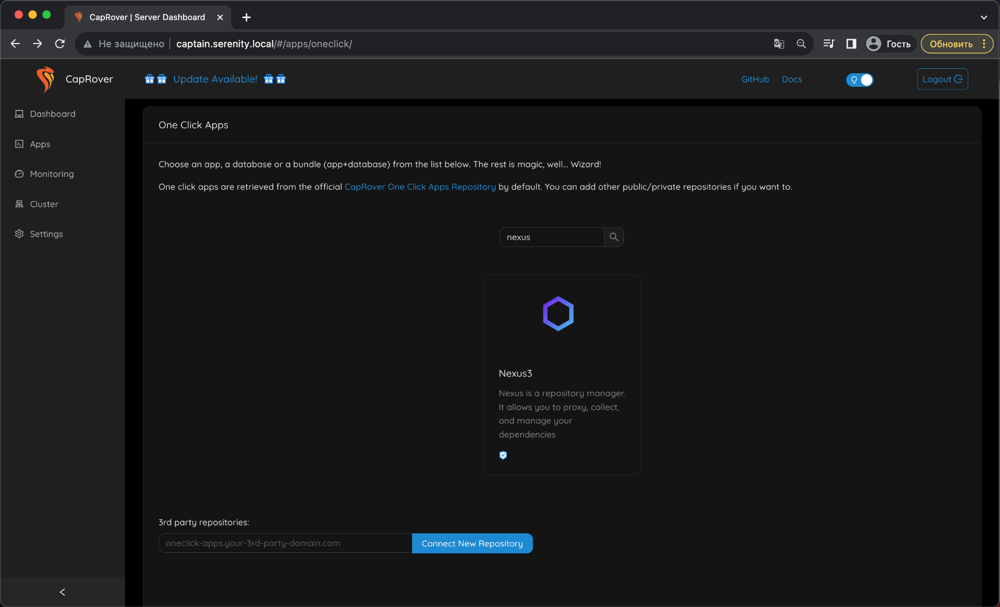 CapRover | Server Dashboard
Не защищено
captain.serenity.local/#/apps/oneclick/
Гость
Обновить
CapRover
Update Available!
GitHub
Docs
Logout
Dashboard
Apps
Monitoring
Cluster
Settings
One Click Apps
Choose an app, a database or a bundle (app+database) from the list below. The rest is magic, well... Wizard!
One click apps are retrieved from the official CapRover One Click Apps Repository by default. You can add other public/private repositories if you want to.
nexus
Nexus3
Nexus is a repository manager.
It allows you to proxy, collect,
and manage your
dependencies
3rd party repositories:
oneclick-apps.your-3rd-party-domain.com
Connect New Repository